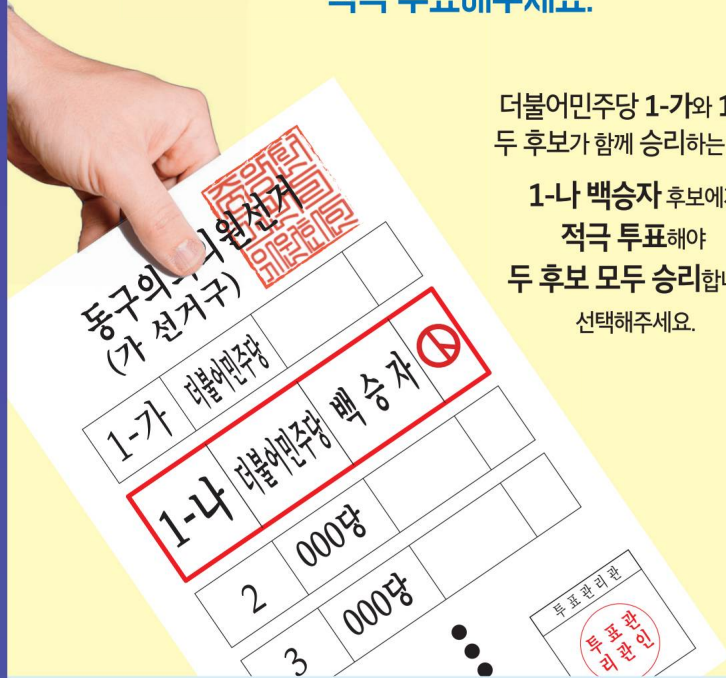 적극 투표해주세요.
더불어민주당 1-가와
두 후보가 함께 승리하는
1-나 백승자 후보에
적극 투표해야
두 후보 모두 승리합
선택해주세요.
동구의회의원선거
(가 선거구)
1-가 더불어민주당
1-나 더불어민주당 백승자
2 000당
3 000당
투표관리관
투표관
리관인